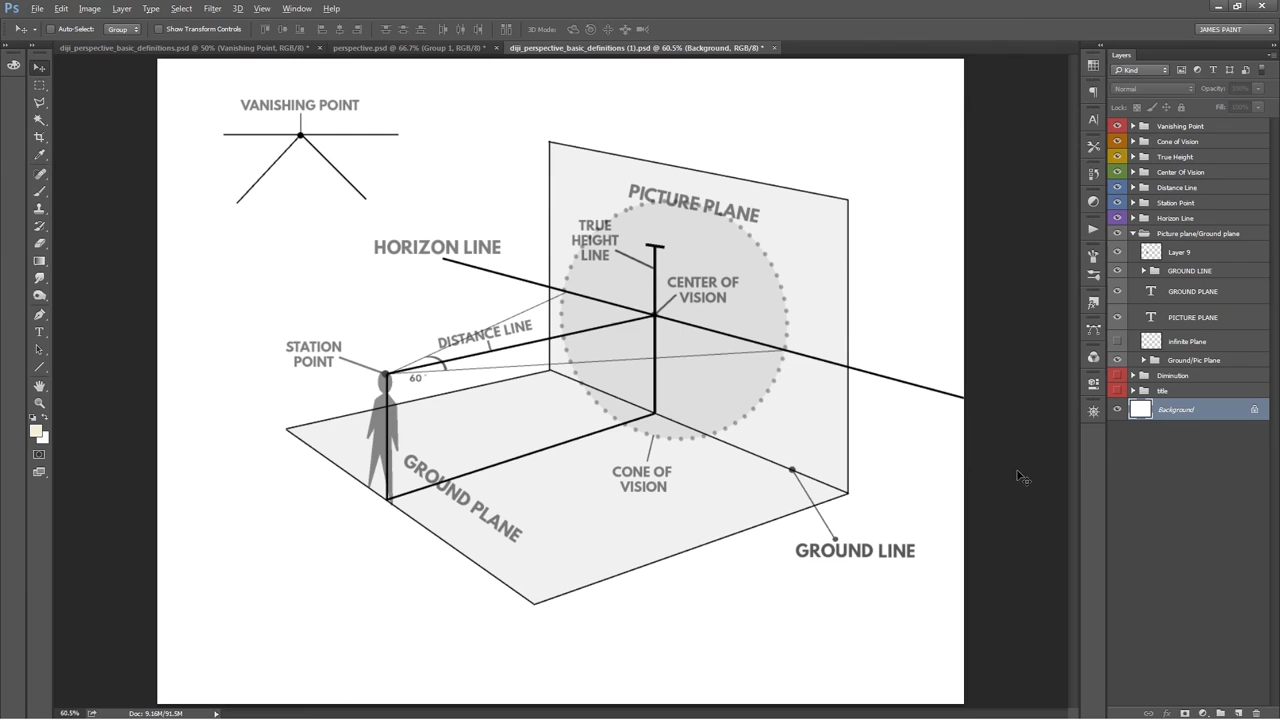 Ps File Edit Image Layer Type Select Filter 3D View Window Help
Auto-Select: Group Show Transform Controls 3D Mode: JAMES PAINT
diji_perspective_basic_definitions.psd @ 50% (Vanishing Point, RGB/8) * × perspective.psd @ 66.7% (Group 1, RGB/8) * × diji_perspective_basic_definitions (1).psd @ 60.5% (Background, RGB/8) * ×
VANISHING POINT
PICTURE PLANE
TRUE
HEIGHT
LINE
HORIZON LINE
CENTER OF
VISION
DISTANCE LINE
STATION
POINT
60°
GROUND PLANE
CONE OF
VISION
GROUND LINE
Layers
Kind
Normal Opacity: 100%
Lock: Fill: 100%
Vanishing Point
Cone of Vision
True Height
Center Of Vision
Distance Line
Station Point
Horizon Line
Picture plane/Ground plane
Layer 9
GROUND LINE
GROUND PLANE
PICTURE PLANE
infinite Plane
Ground/Pic Plane
Diminution
title
Background
60.5% Doc: 9.16M/91.5M